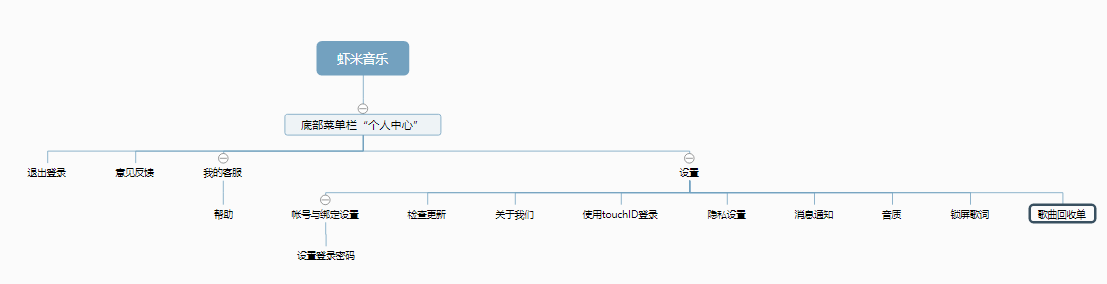 虾米音乐
底部菜单栏“个人中心”
退出登录
意见反馈
我的客服
设置
帮助
帐号与绑定设置
检查更新
关于我们
使用touchID登录
隐私设置
消息通知
音质
锁屏歌词
歌曲回收单
设置登录密码